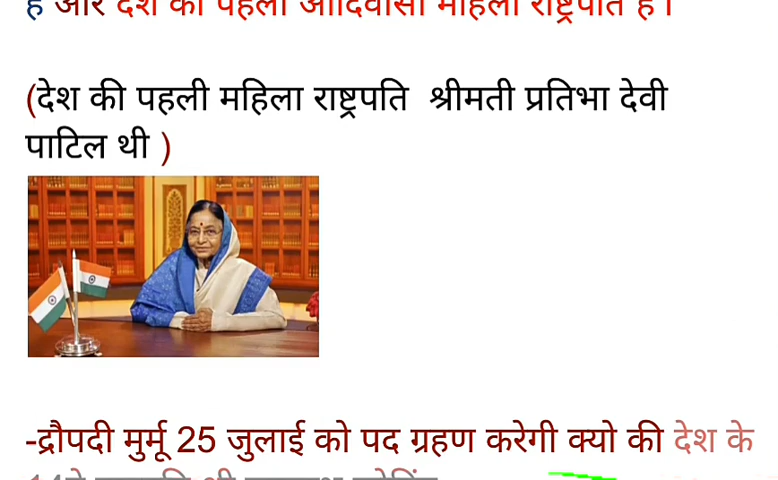 है और देश की पहली आदिवासी महिला राष्ट्रपति है।
(देश की पहली महिला राष्ट्रपति श्रीमती प्रतिभा देवी
पाटिल थी )
-द्रौपदी मुर्मू 25 जुलाई को पद ग्रहण करेगी क्यो की देश के